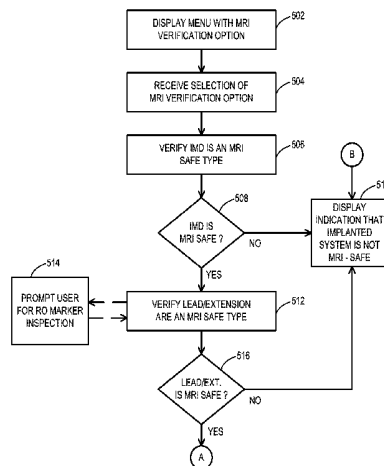 DISPLAY MENU WITH MRI
VERIFICATION OPTION
502
RECEIVE SELECTION OF
MRI VERIFICATION OPTION
504
VERIFY IMD IS AN MRI
SAFE TYPE
506
B
508
IMD IS
MRI SAFE ?
NO
YES
DISPLAY
INDICATION THAT
IMPLANTED
SYSTEM IS NOT
MRI - SAFE
514
PROMPT USER
FOR RO MARKER
INSPECTION
VERIFY LEAD/EXTENSION
ARE AN MRI SAFE TYPE
512
516
LEAD/EXT.
IS MRI SAFE ?
NO
YES
A